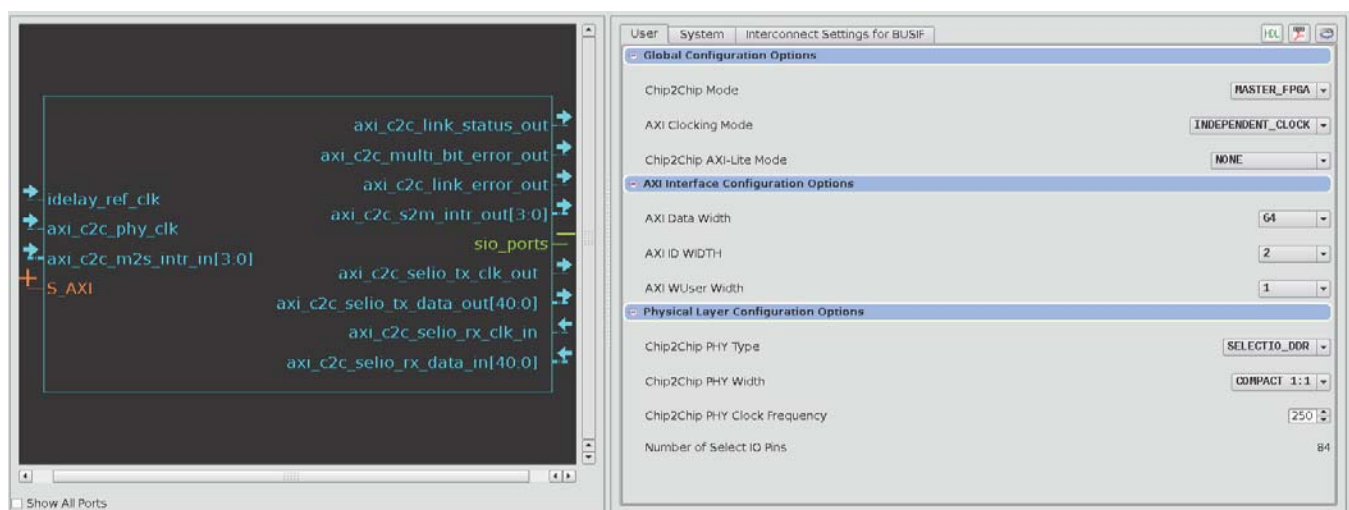 axi_c2c_link_status_out
axi_c2c_multi_bit_error_out
axi_c2c_link_error_out
idelay_ref_clk
axi_c2c_s2m_intr_out[3:0]
axi_c2c_phy_clk
sio_ports
axi_c2c_m2s_intr_in[3:0]
axi_c2c_selio_tx_clk_out
S_AXI
axi_c2c_selio_tx_data_out[40:0]
axi_c2c_selio_rx_clk_in
axi_c2c_selio_rx_data_in[40:0]
Show All Ports
User System Interconnect Settings for BUSIF HDL
Global Configuration Options
Chip2Chip Mode MASTER_FPGA
AXI Clocking Mode INDEPENDENT_CLOCK
Chip2Chip AXI-Lite Mode NONE
AXI Interface Configuration Options
AXI Data Width 64
AXI ID WIDTH 2
AXI WUser Width 1
Physical Layer Configuration Options
Chip2Chip PHY Type SELECTIO_DDR
Chip2Chip PHY Width COMPACT 1:1
Chip2Chip PHY Clock Frequency 250
Number of Select IO Pins 84